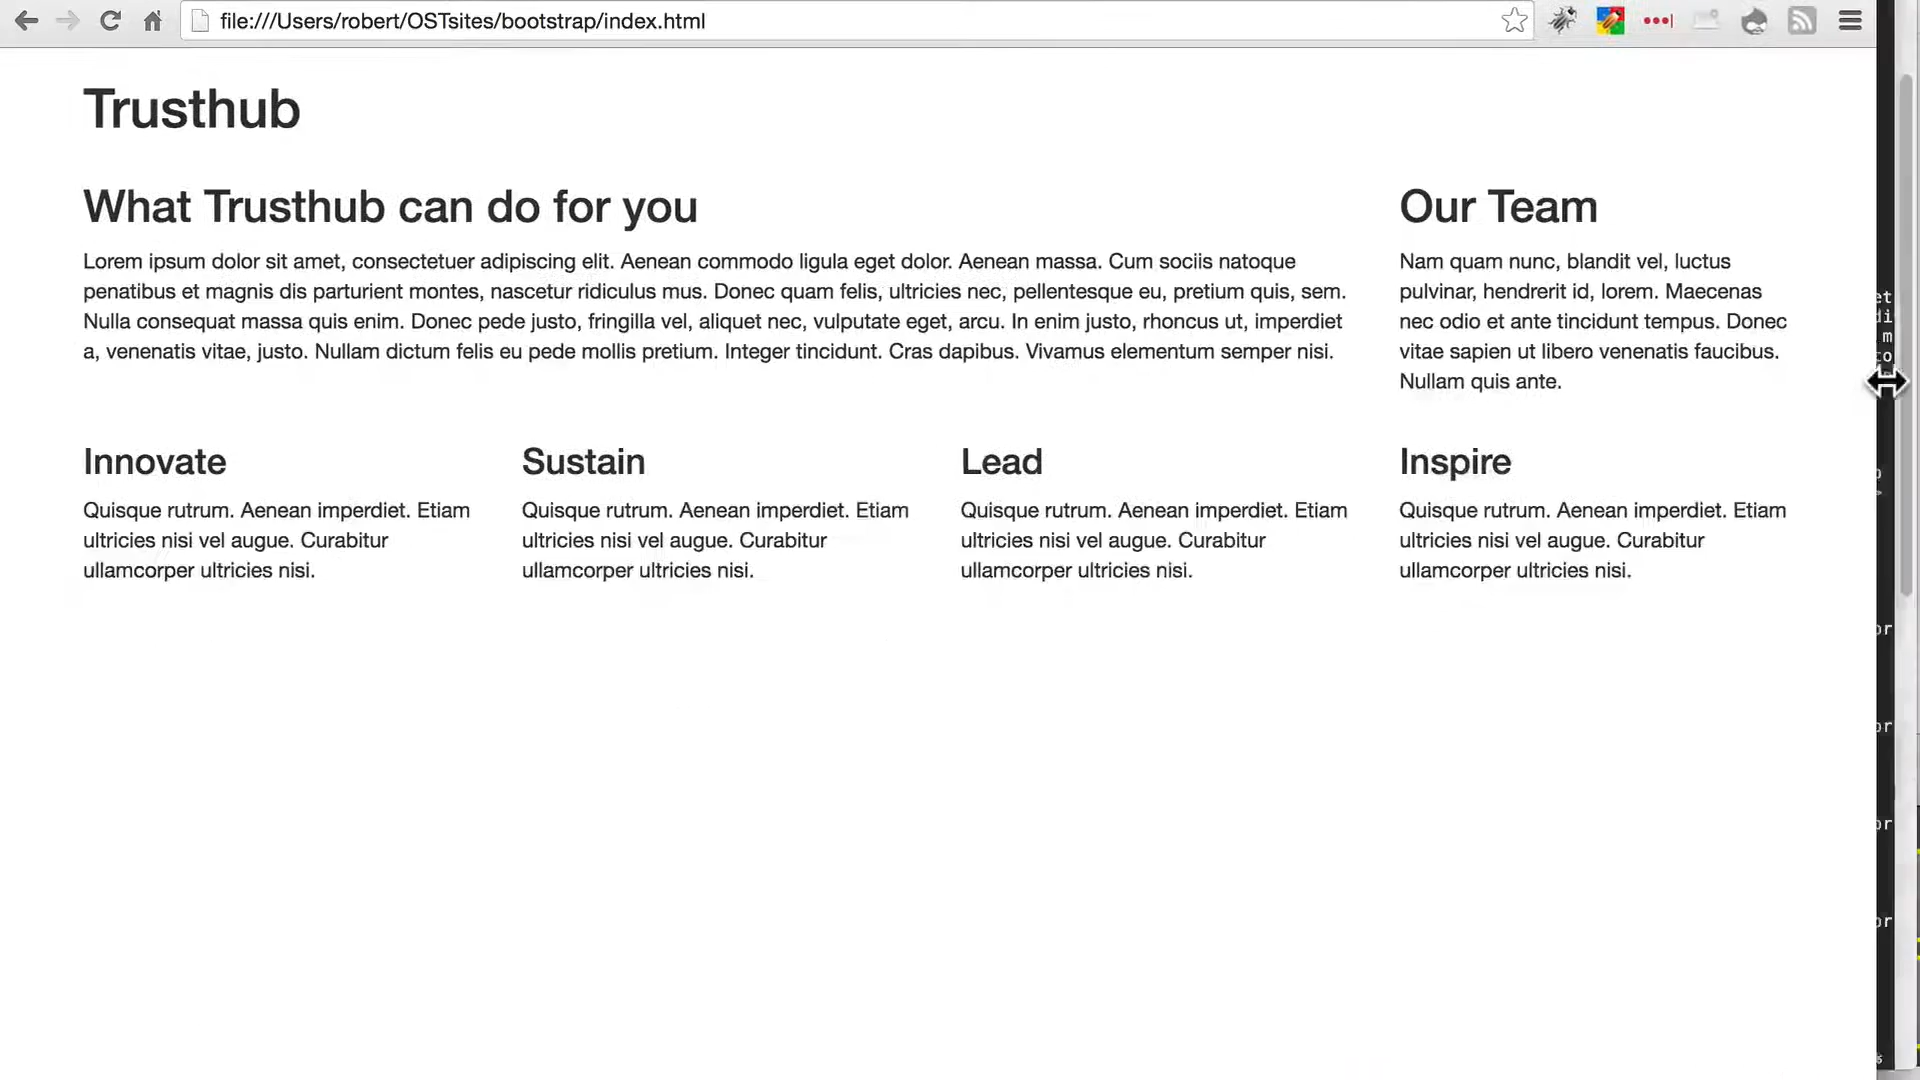 file:///Users/robert/OSTsites/bootstrap/index.html
Trusthub
What Trusthub can do for you
Lorem ipsum dolor sit amet, consectetuer adipiscing elit. Aenean commodo ligula eget dolor. Aenean massa. Cum sociis natoque
penatibus et magnis dis parturient montes, nascetur ridiculus mus. Donec quam felis, ultricies nec, pellentesque eu, pretium quis, sem.
Nulla consequat massa quis enim. Donec pede justo, fringilla vel, aliquet nec, vulputate eget, arcu. In enim justo, rhoncus ut, imperdiet
a, venenatis vitae, justo. Nullam dictum felis eu pede mollis pretium. Integer tincidunt. Cras dapibus. Vivamus elementum semper nisi.
Our Team
Nam quam nunc, blandit vel, luctus
pulvinar, hendrerit id, lorem. Maecenas
nec odio et ante tincidunt tempus. Donec
vitae sapien ut libero venenatis faucibus.
Nullam quis ante.
Innovate
Quisque rutrum. Aenean imperdiet. Etiam
ultricies nisi vel augue. Curabitur
ullamcorper ultricies nisi.
Sustain
Quisque rutrum. Aenean imperdiet. Etiam
ultricies nisi vel augue. Curabitur
ullamcorper ultricies nisi.
Lead
Quisque rutrum. Aenean imperdiet. Etiam
ultricies nisi vel augue. Curabitur
ullamcorper ultricies nisi.
Inspire
Quisque rutrum. Aenean imperdiet. Etiam
ultricies nisi vel augue. Curabitur
ullamcorper ultricies nisi.